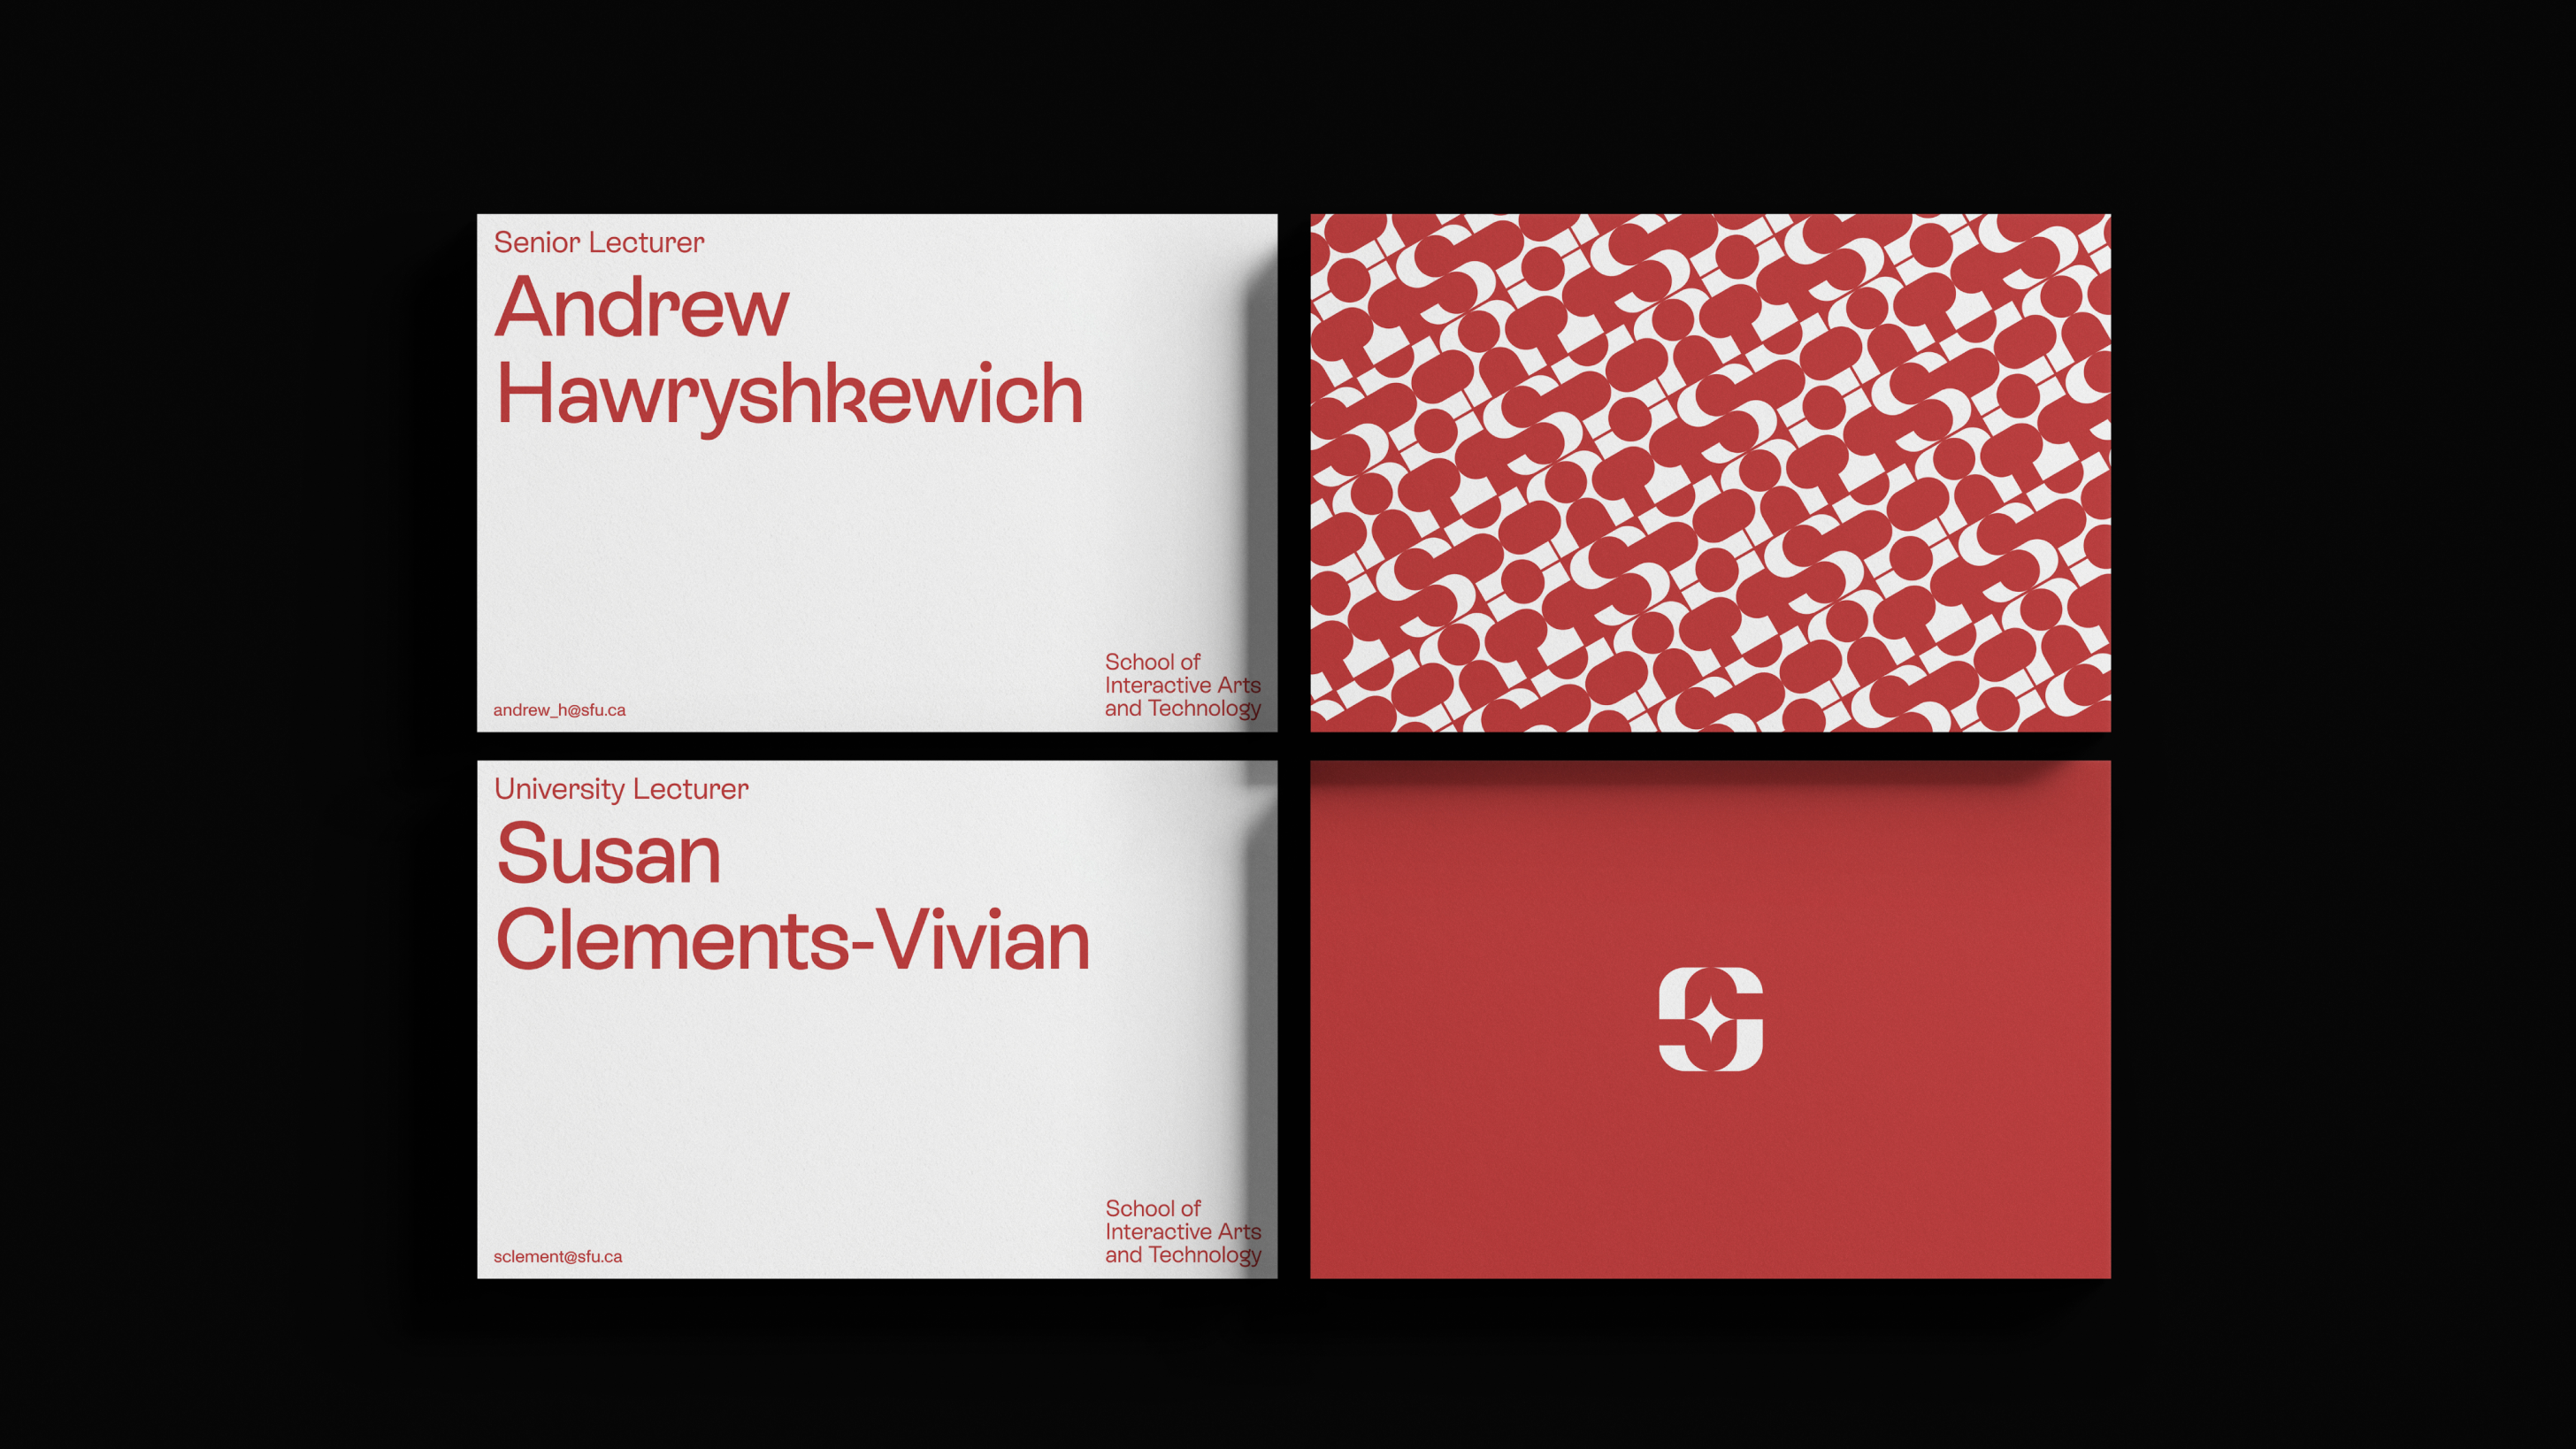 Senior Lecturer
Andrew
Hawryshkewich
andrew_h@sfu.ca
School of
Interactive Arts
and Technology
University Lecturer
Susan
Clements-Vivian
sclement@sfu.ca
School of
Interactive Arts
and Technology